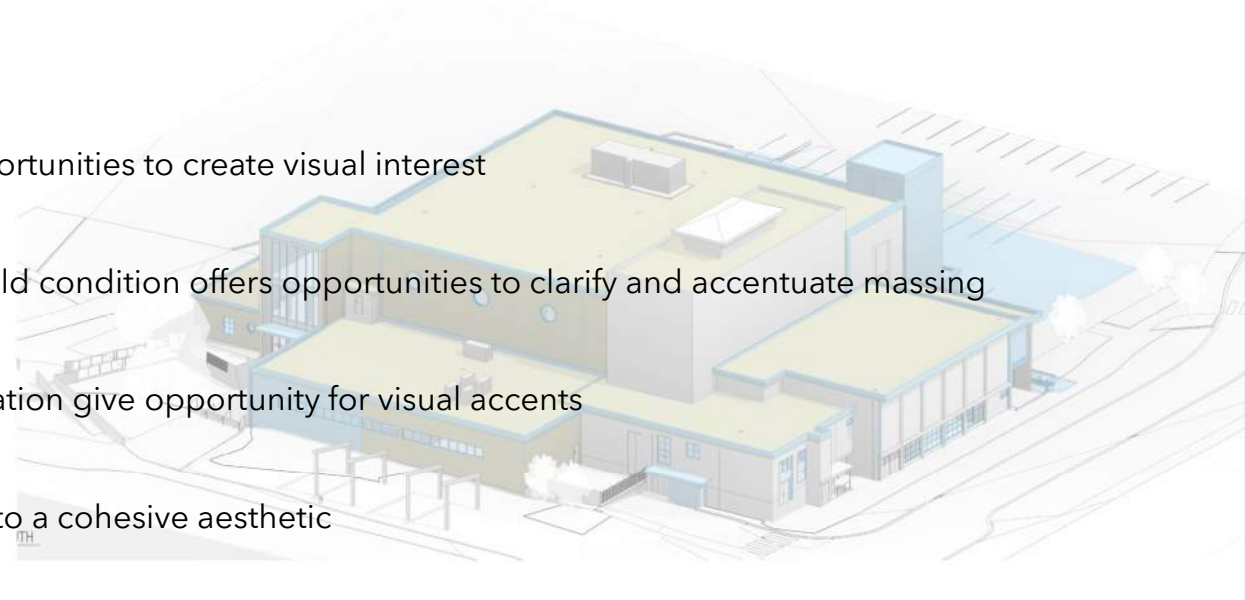 ortunities to create visual interest
ld condition offers opportunities to clarify and accentuate massing
ation give opportunity for visual accents
to a cohesive aesthetic
TH